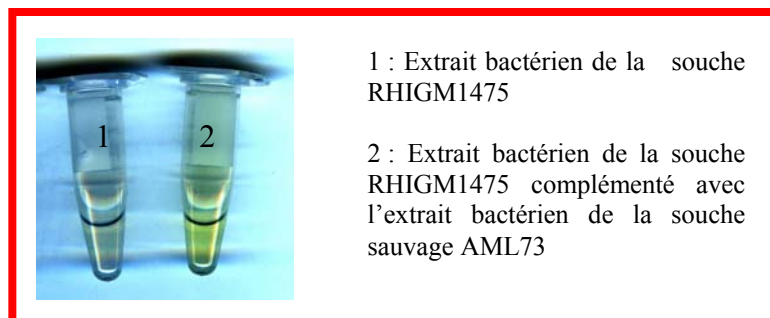 1 2
1 : Extrait bactérien de la souche
RHIGM1475
2 : Extrait bactérien de la souche
RHIGM1475 complémenté avec
l’extrait bactérien de la souche
sauvage AML73